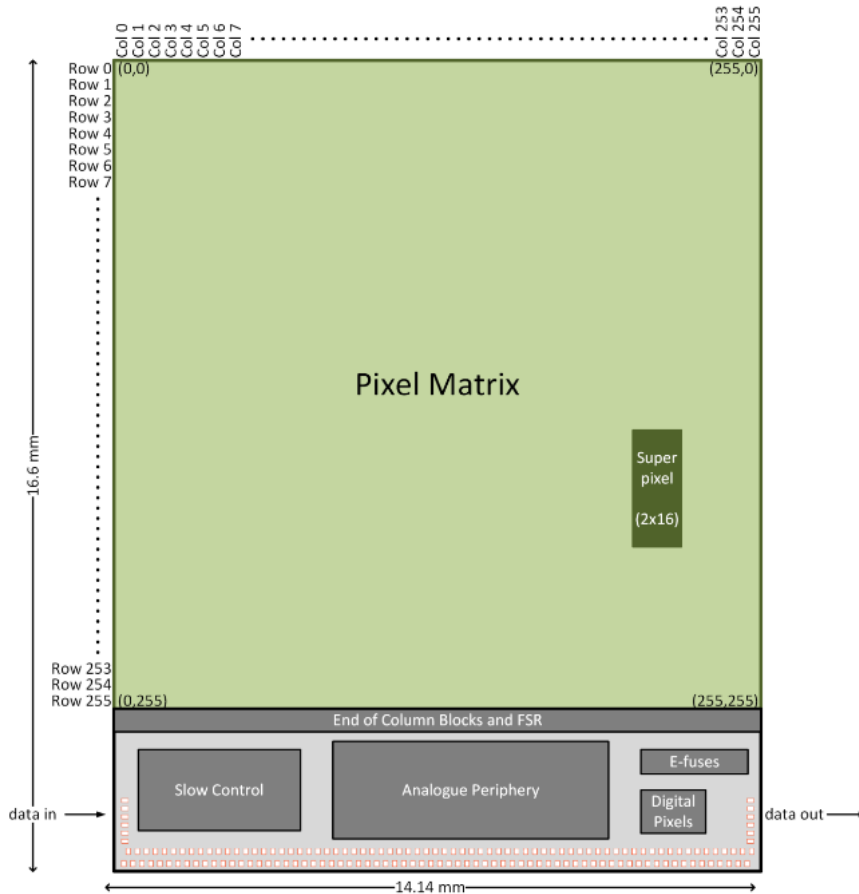 Col 0
Col 1
Col 2
Col 3
Col 4
Col 5
Col 6
Col 7
Col 253
Col 254
Col 255
Row 0
(0,0)
(255,0)
Row 1
Row 2
Row 3
Row 4
Row 5
Row 6
Row 7
Pixel Matrix
Super
pixel
(2x16)
16.6 mm
Row 253
Row 254
Row 255
(0,255)
(255,255)
End of Column Blocks and FSR
Slow Control
Analogue Periphery
E-fuses
Digital
Pixels
data in
data out
14.14 mm